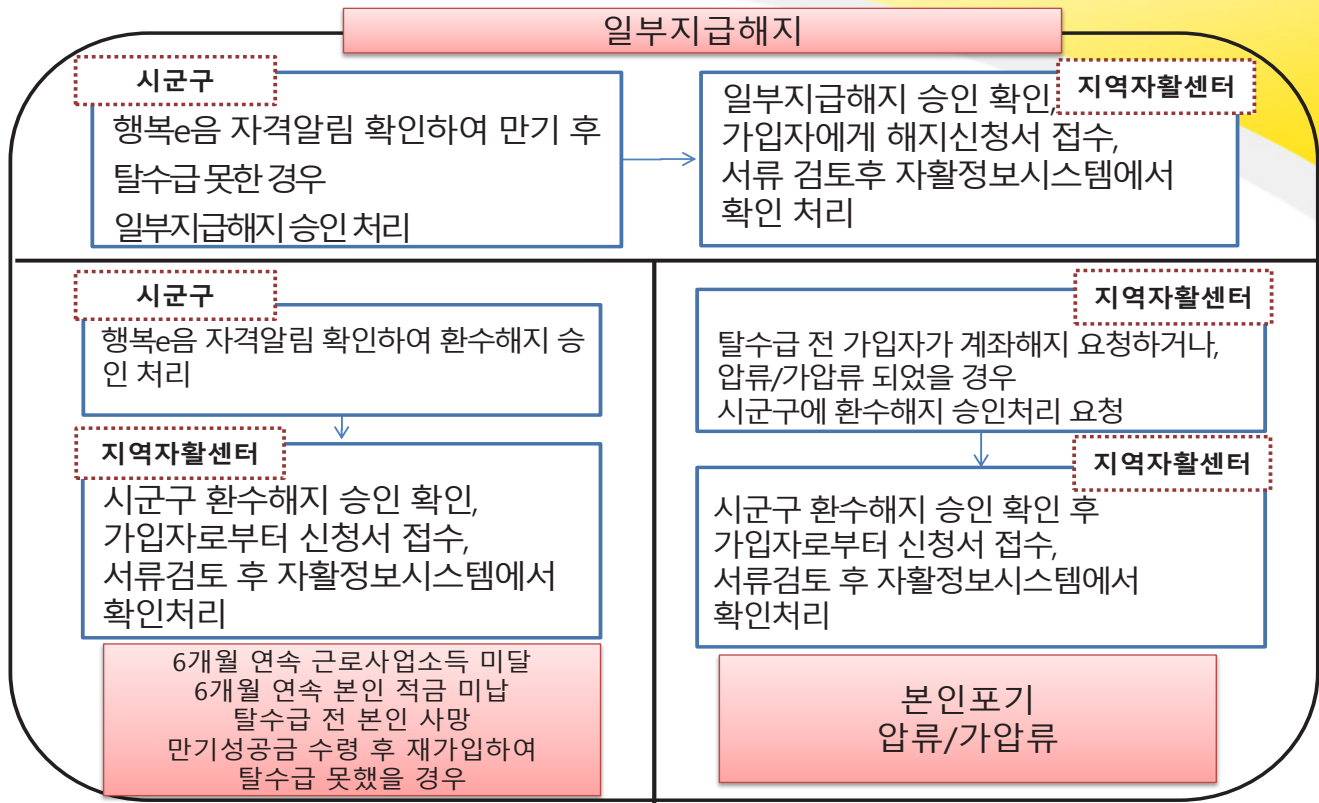 일부지급해지
시군구
행복e음 자격알림 확인하여 만기 후
탈수급 못한 경우
일부지급해지 승인 처리
지역자활센터
일부지급해지 승인 확인,
가입자에게 해지신청서 접수,
서류 검토후 자활정보시스템에서
확인 처리
시군구
행복e음 자격알림 확인하여 환수해지 승
인 처리
지역자활센터
시군구 환수해지 승인 확인,
가입자로부터 신청서 접수,
서류검토 후 자활정보시스템에서
확인처리
6개월 연속 근로사업소득 미달
6개월 연속 본인 적금 미납
탈수급 전 본인 사망
만기성공금 수령 후 재가입하여
탈수급 못했을 경우
지역자활센터
탈수급 전 가입자가 계좌해지 요청하거나,
압류/가압류 되었을 경우
시군구에 환수해지 승인처리 요청
지역자활센터
시군구 환수해지 승인 확인 후
가입자로부터 신청서 접수,
서류검토 후 자활정보시스템에서
확인처리
본인포기
압류/가압류